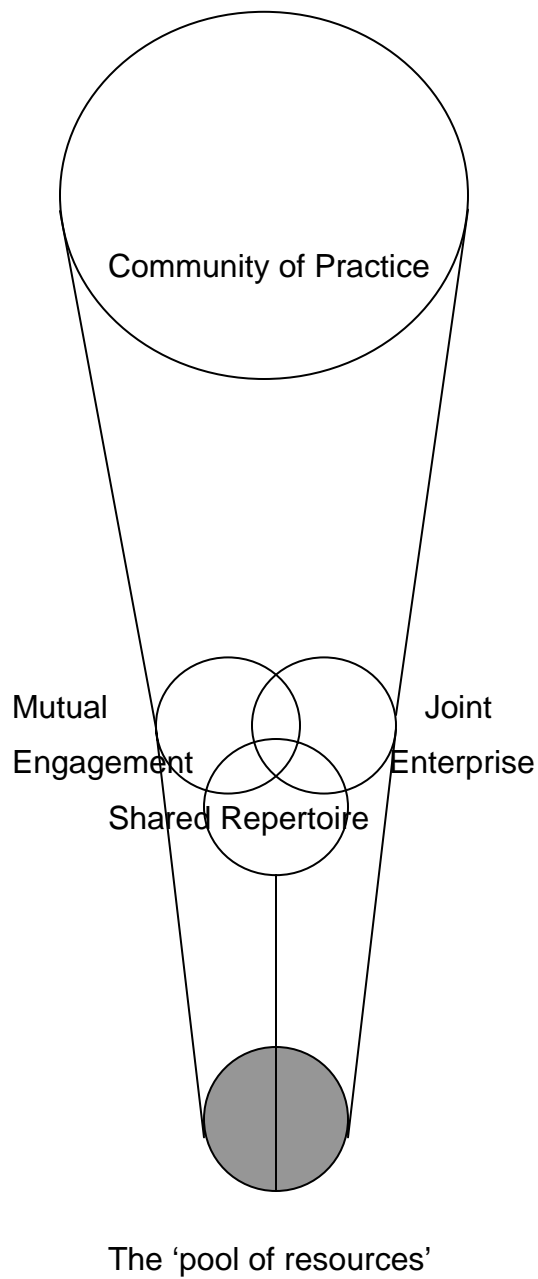 Community of Practice
Mutual
Engagement
Joint
Enterprise
Shared Repertoire
The ‘pool of resources’